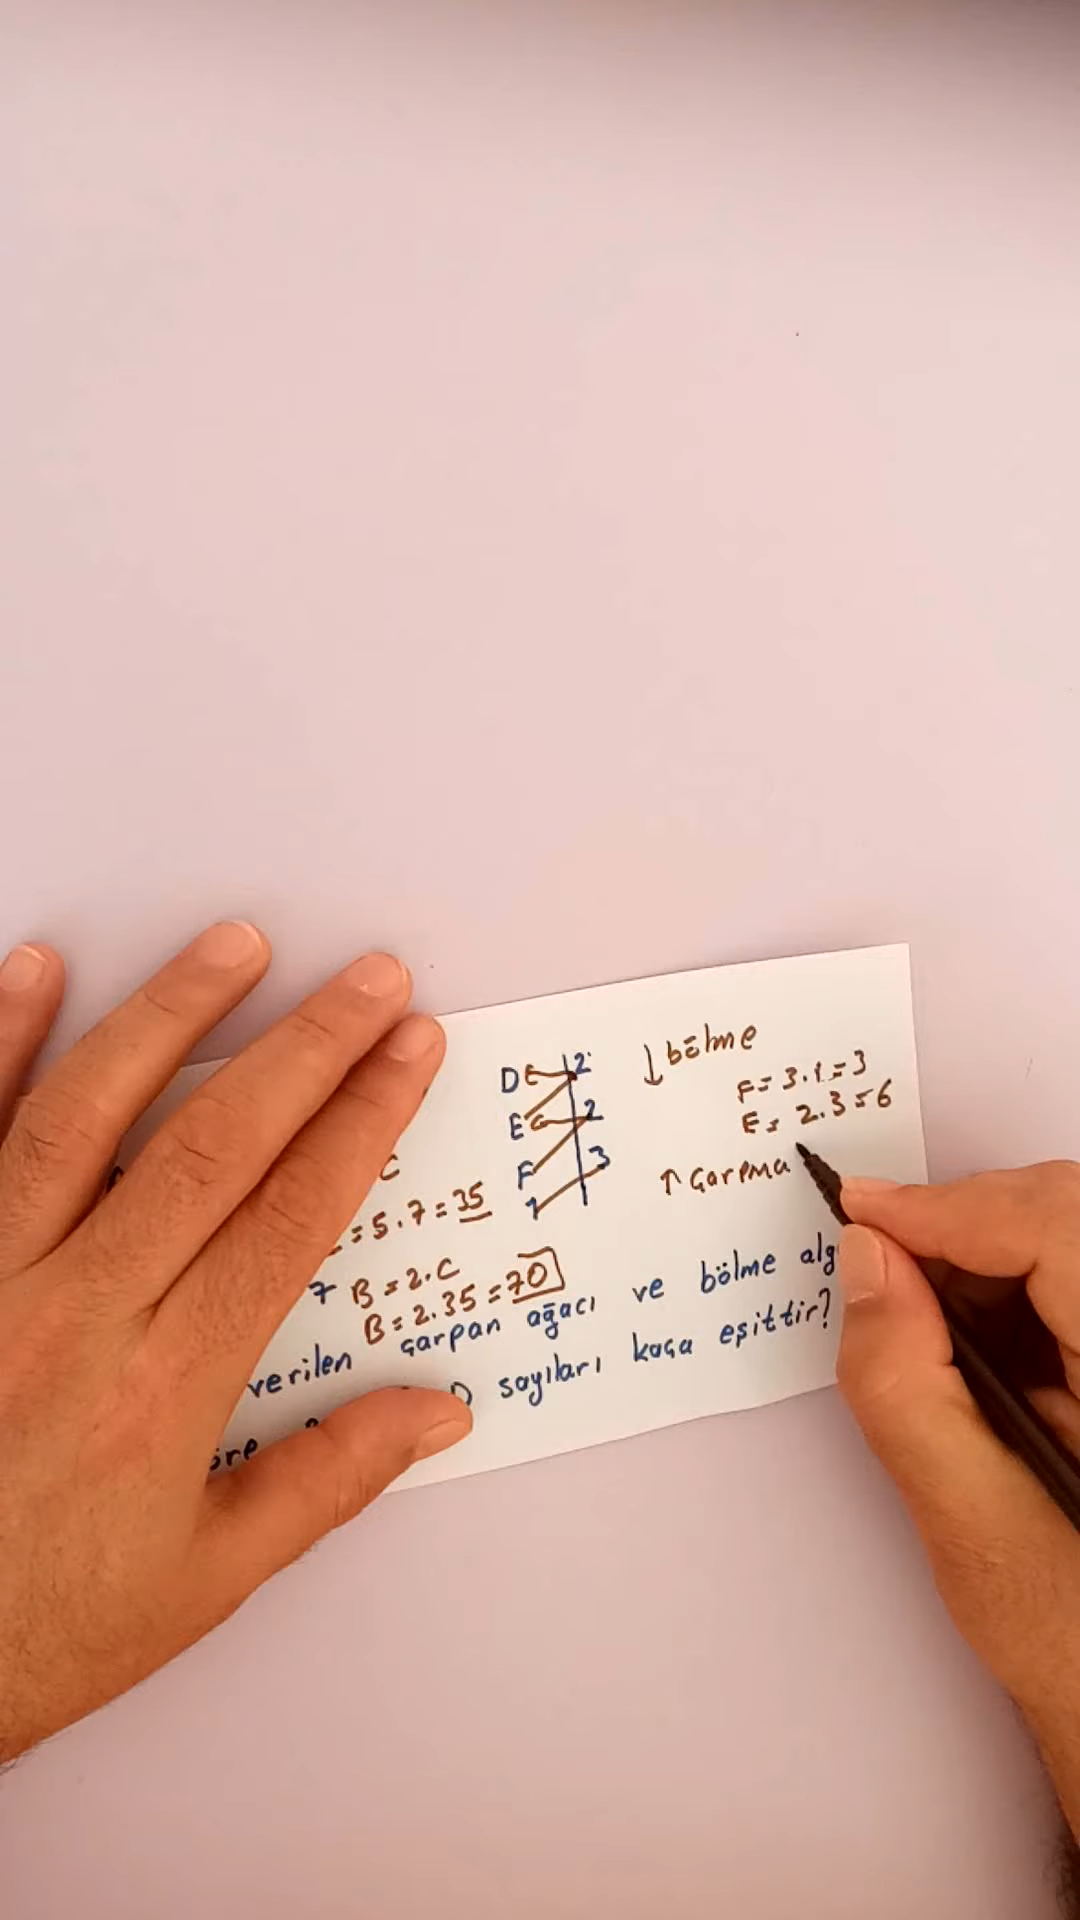 D 2
E 2
F 3
1
↓ bölme
F = 3.1 = 3
E = 2.3 = 6
↑ Çarpma
C
= 5.7 = 35
7 B = 2.C
B = 2.35 = 70
verilen çarpan ağacı ve bölme
D sayıları kaça eşittir?